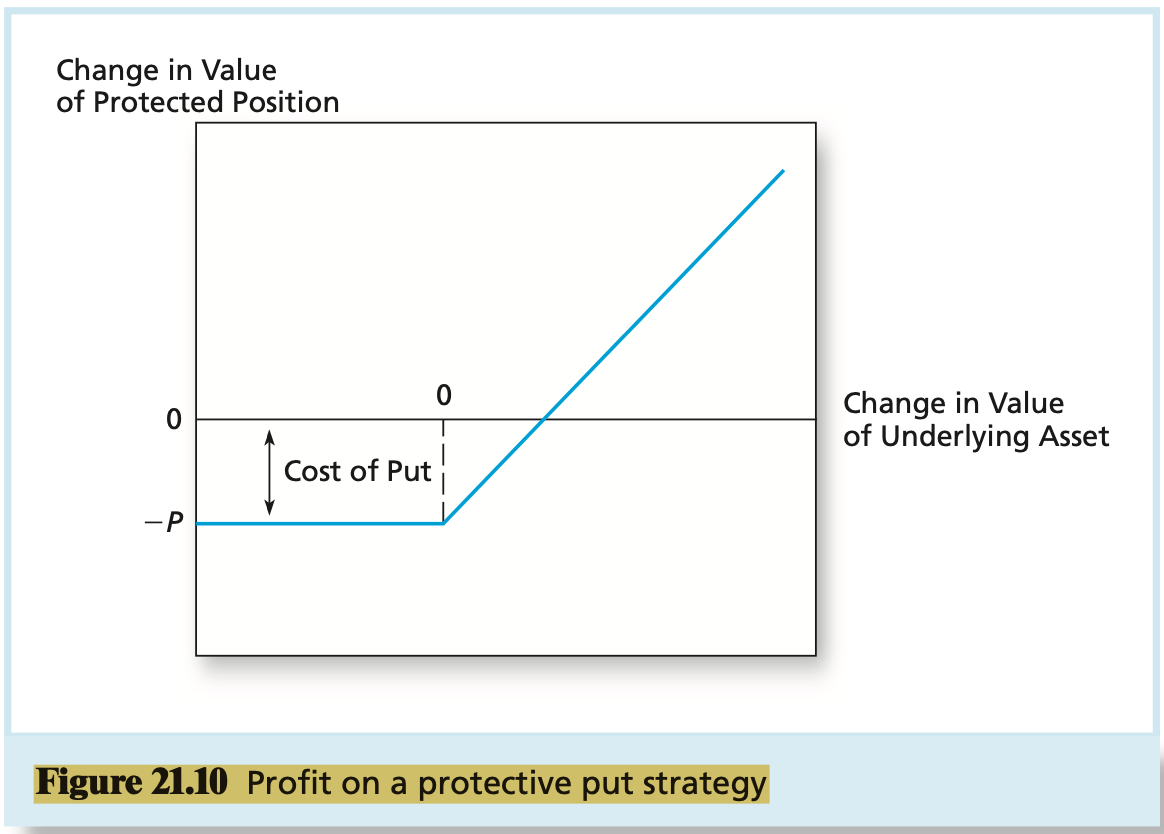 Change in Value
of Protected Position
0
0
Change in Value
of Underlying Asset
Cost of Put
−P
Figure 21.10 Profit on a protective put strategy